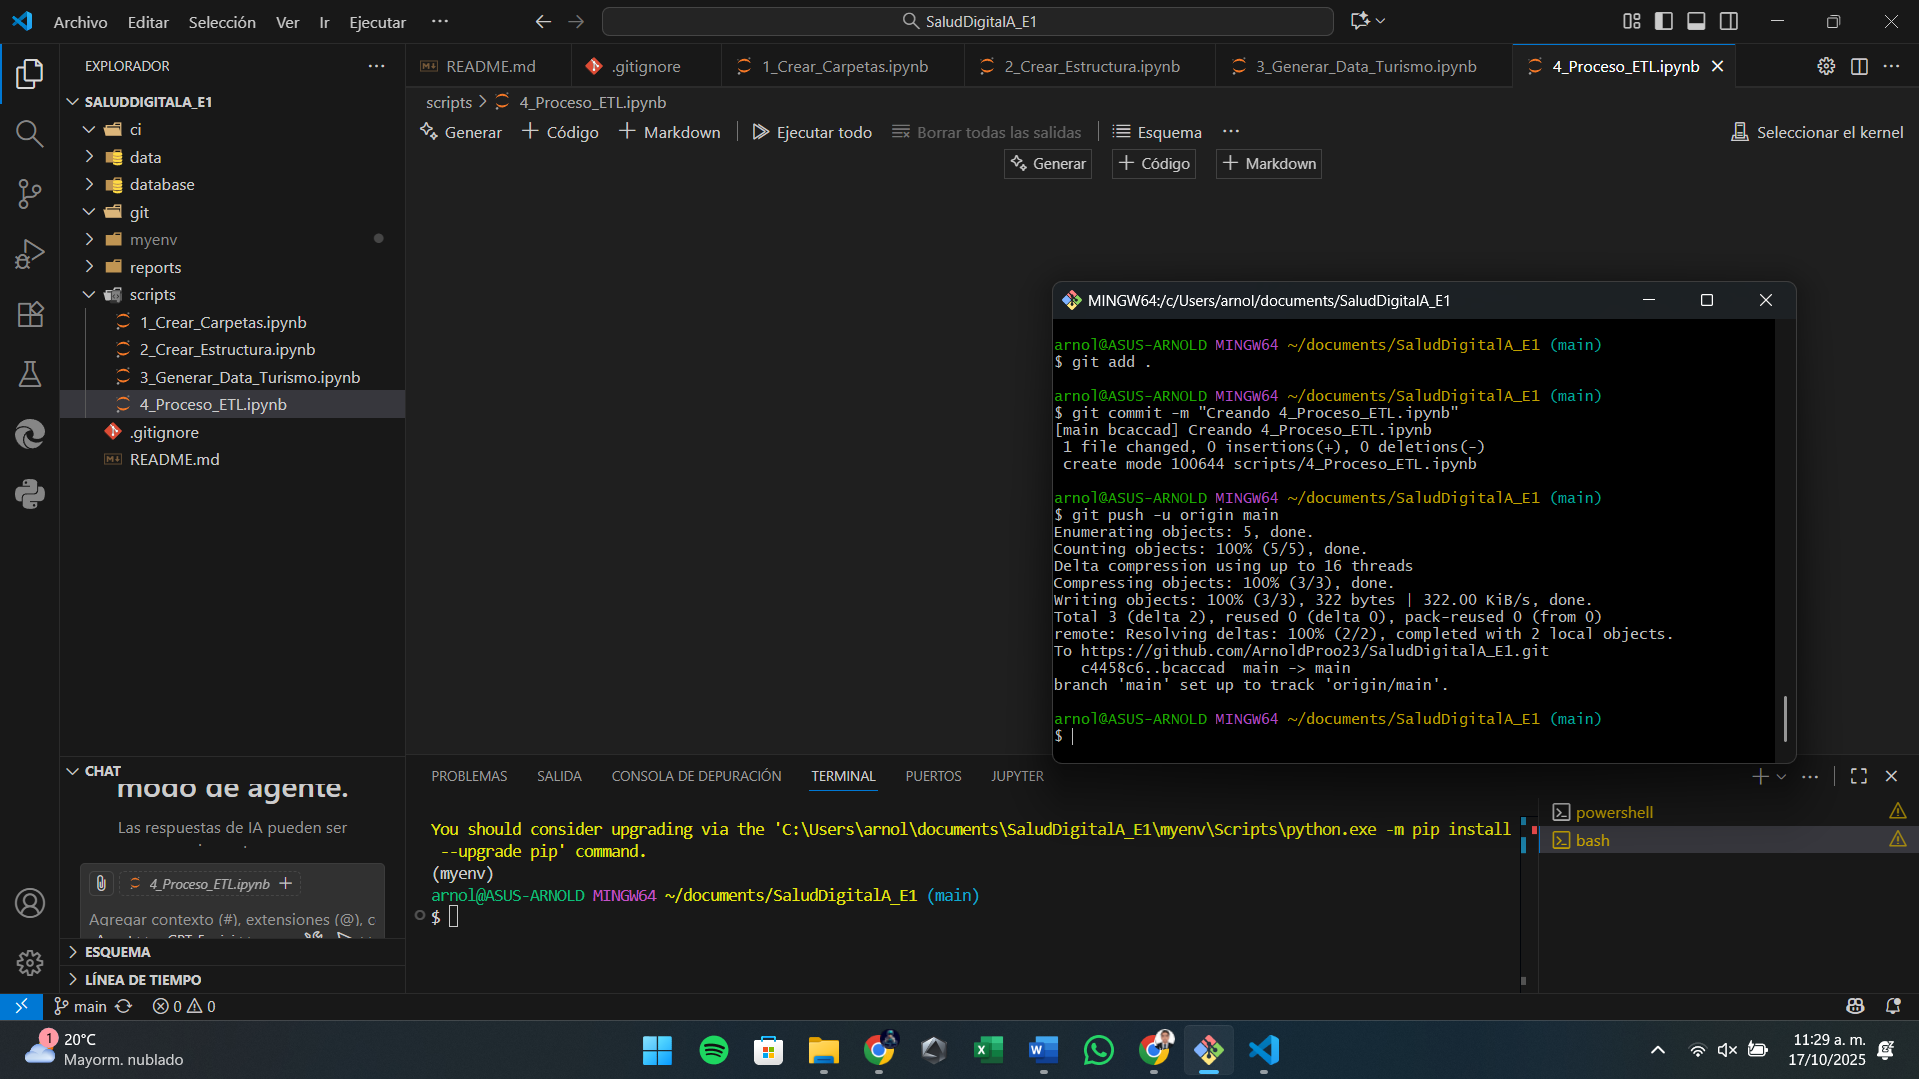 Archivo Editar Selección Ver Ir Ejecutar ··· SaludDigitalA_E1
EXPLORADOR
README.md .gitignore 1_Crear_Carpetas.ipynb 2_Crear_Estructura.ipynb 3_Generar_Data_Turismo.ipynb 4_Proceso_ETL.ipynb
scripts > 4_Proceso_ETL.ipynb
Generar + Código + Markdown Ejecutar todo Borrar todas las salidas Esquema ··· Seleccionar el kernel
Generar + Código + Markdown
SALUDDIGITALA_E1
ci
data
database
git
myenv
reports
scripts
1_Crear_Carpetas.ipynb
2_Crear_Estructura.ipynb
3_Generar_Data_Turismo.ipynb
4_Proceso_ETL.ipynb
.gitignore
README.md
MINGW64:/c/Users/arnol/documents/SaludDigitalA_E1
arnol@ASUS-ARNOLD MINGW64 ~/documents/SaludDigitalA_E1 (main)
$ git add .
arnol@ASUS-ARNOLD MINGW64 ~/documents/SaludDigitalA_E1 (main)
$ git commit -m "Creando 4_Proceso_ETL.ipynb"
[main bcaccad] Creando 4_Proceso_ETL.ipynb
1 file changed, 0 insertions(+), 0 deletions(-)
create mode 100644 scripts/4_Proceso_ETL.ipynb
arnol@ASUS-ARNOLD MINGW64 ~/documents/SaludDigitalA_E1 (main)
$ git push -u origin main
Enumerating objects: 5, done.
Counting objects: 100% (5/5), done.
Delta compression using up to 16 threads
Compressing objects: 100% (3/3), done.
Writing objects: 100% (3/3), 322 bytes | 322.00 KiB/s, done.
Total 3 (delta 2), reused 0 (delta 0), pack-reused 0 (from 0)
remote: Resolving deltas: 100% (2/2), completed with 2 local objects.
To https://github.com/ArnoldProo23/SaludDigitalA_E1.git
c4458c6..bcaccad main -> main
branch 'main' set up to track 'origin/main'.
arnol@ASUS-ARNOLD MINGW64 ~/documents/SaludDigitalA_E1 (main)
$
CHAT
modo de agente.
Las respuestas de IA pueden ser
4_Proceso_ETL.ipynb +
Agregar contexto (#), extensiones (@), c
ESQUEMA
LÍNEA DE TIEMPO
PROBLEMAS SALIDA CONSOLA DE DEPURACIÓN TERMINAL PUERTOS JUPYTER
You should consider upgrading via the 'C:\Users\arnol\documents\SaludDigitalA_E1\myenv\Scripts\python.exe -m pip install
--upgrade pip' command.
(myenv)
arnol@ASUS-ARNOLD MINGW64 ~/documents/SaludDigitalA_E1 (main)
$
powershell
bash
main 0 0
1
20°C
Mayorm. nublado
11:29 a. m.
17/10/2025